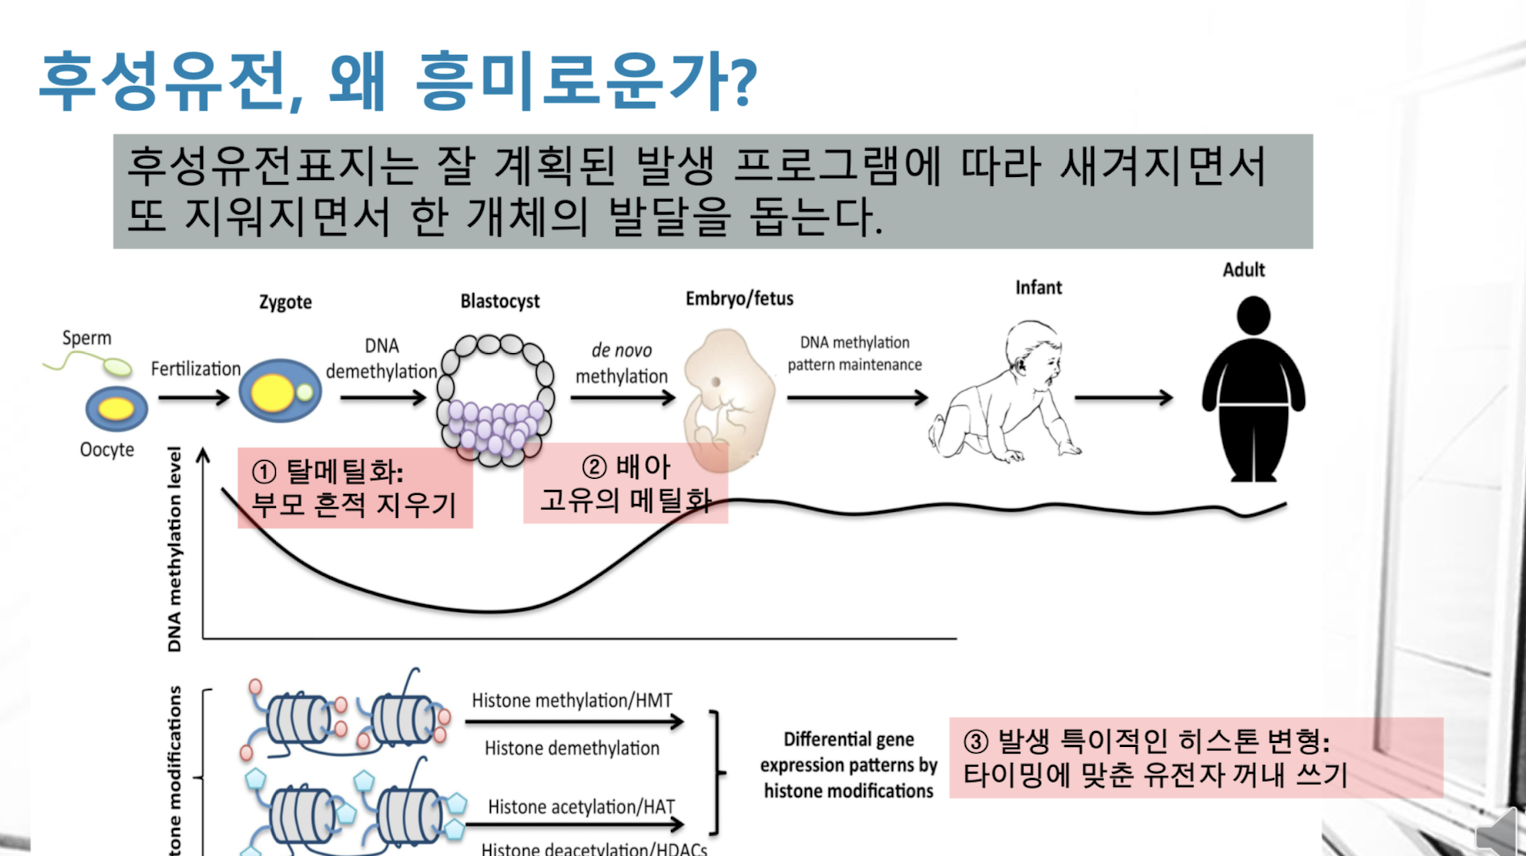 후성유전, 왜 흥미로운가?
후성유전표지는 잘 계획된 발생 프로그램에 따라 새겨지면서
또 지워지면서 한 개체의 발달을 돕는다.
Sperm
Oocyte
Fertilization
Zygote
DNA
demethylation
Blastocyst
de novo
methylation
Embryo/fetus
DNA methylation
pattern maintenance
Infant
Adult
DNA methylation level
① 탈메틸화:
부모 흔적 지우기
② 배아
고유의 메틸화
tone modifications
Histone methylation/HMT
Histone demethylation
Histone acetylation/HAT
Histone deacetylation/HDACs
Differential gene
expression patterns by
histone modifications
③ 발생 특이적인 히스톤 변형:
타이밍에 맞춘 유전자 꺼내 쓰기